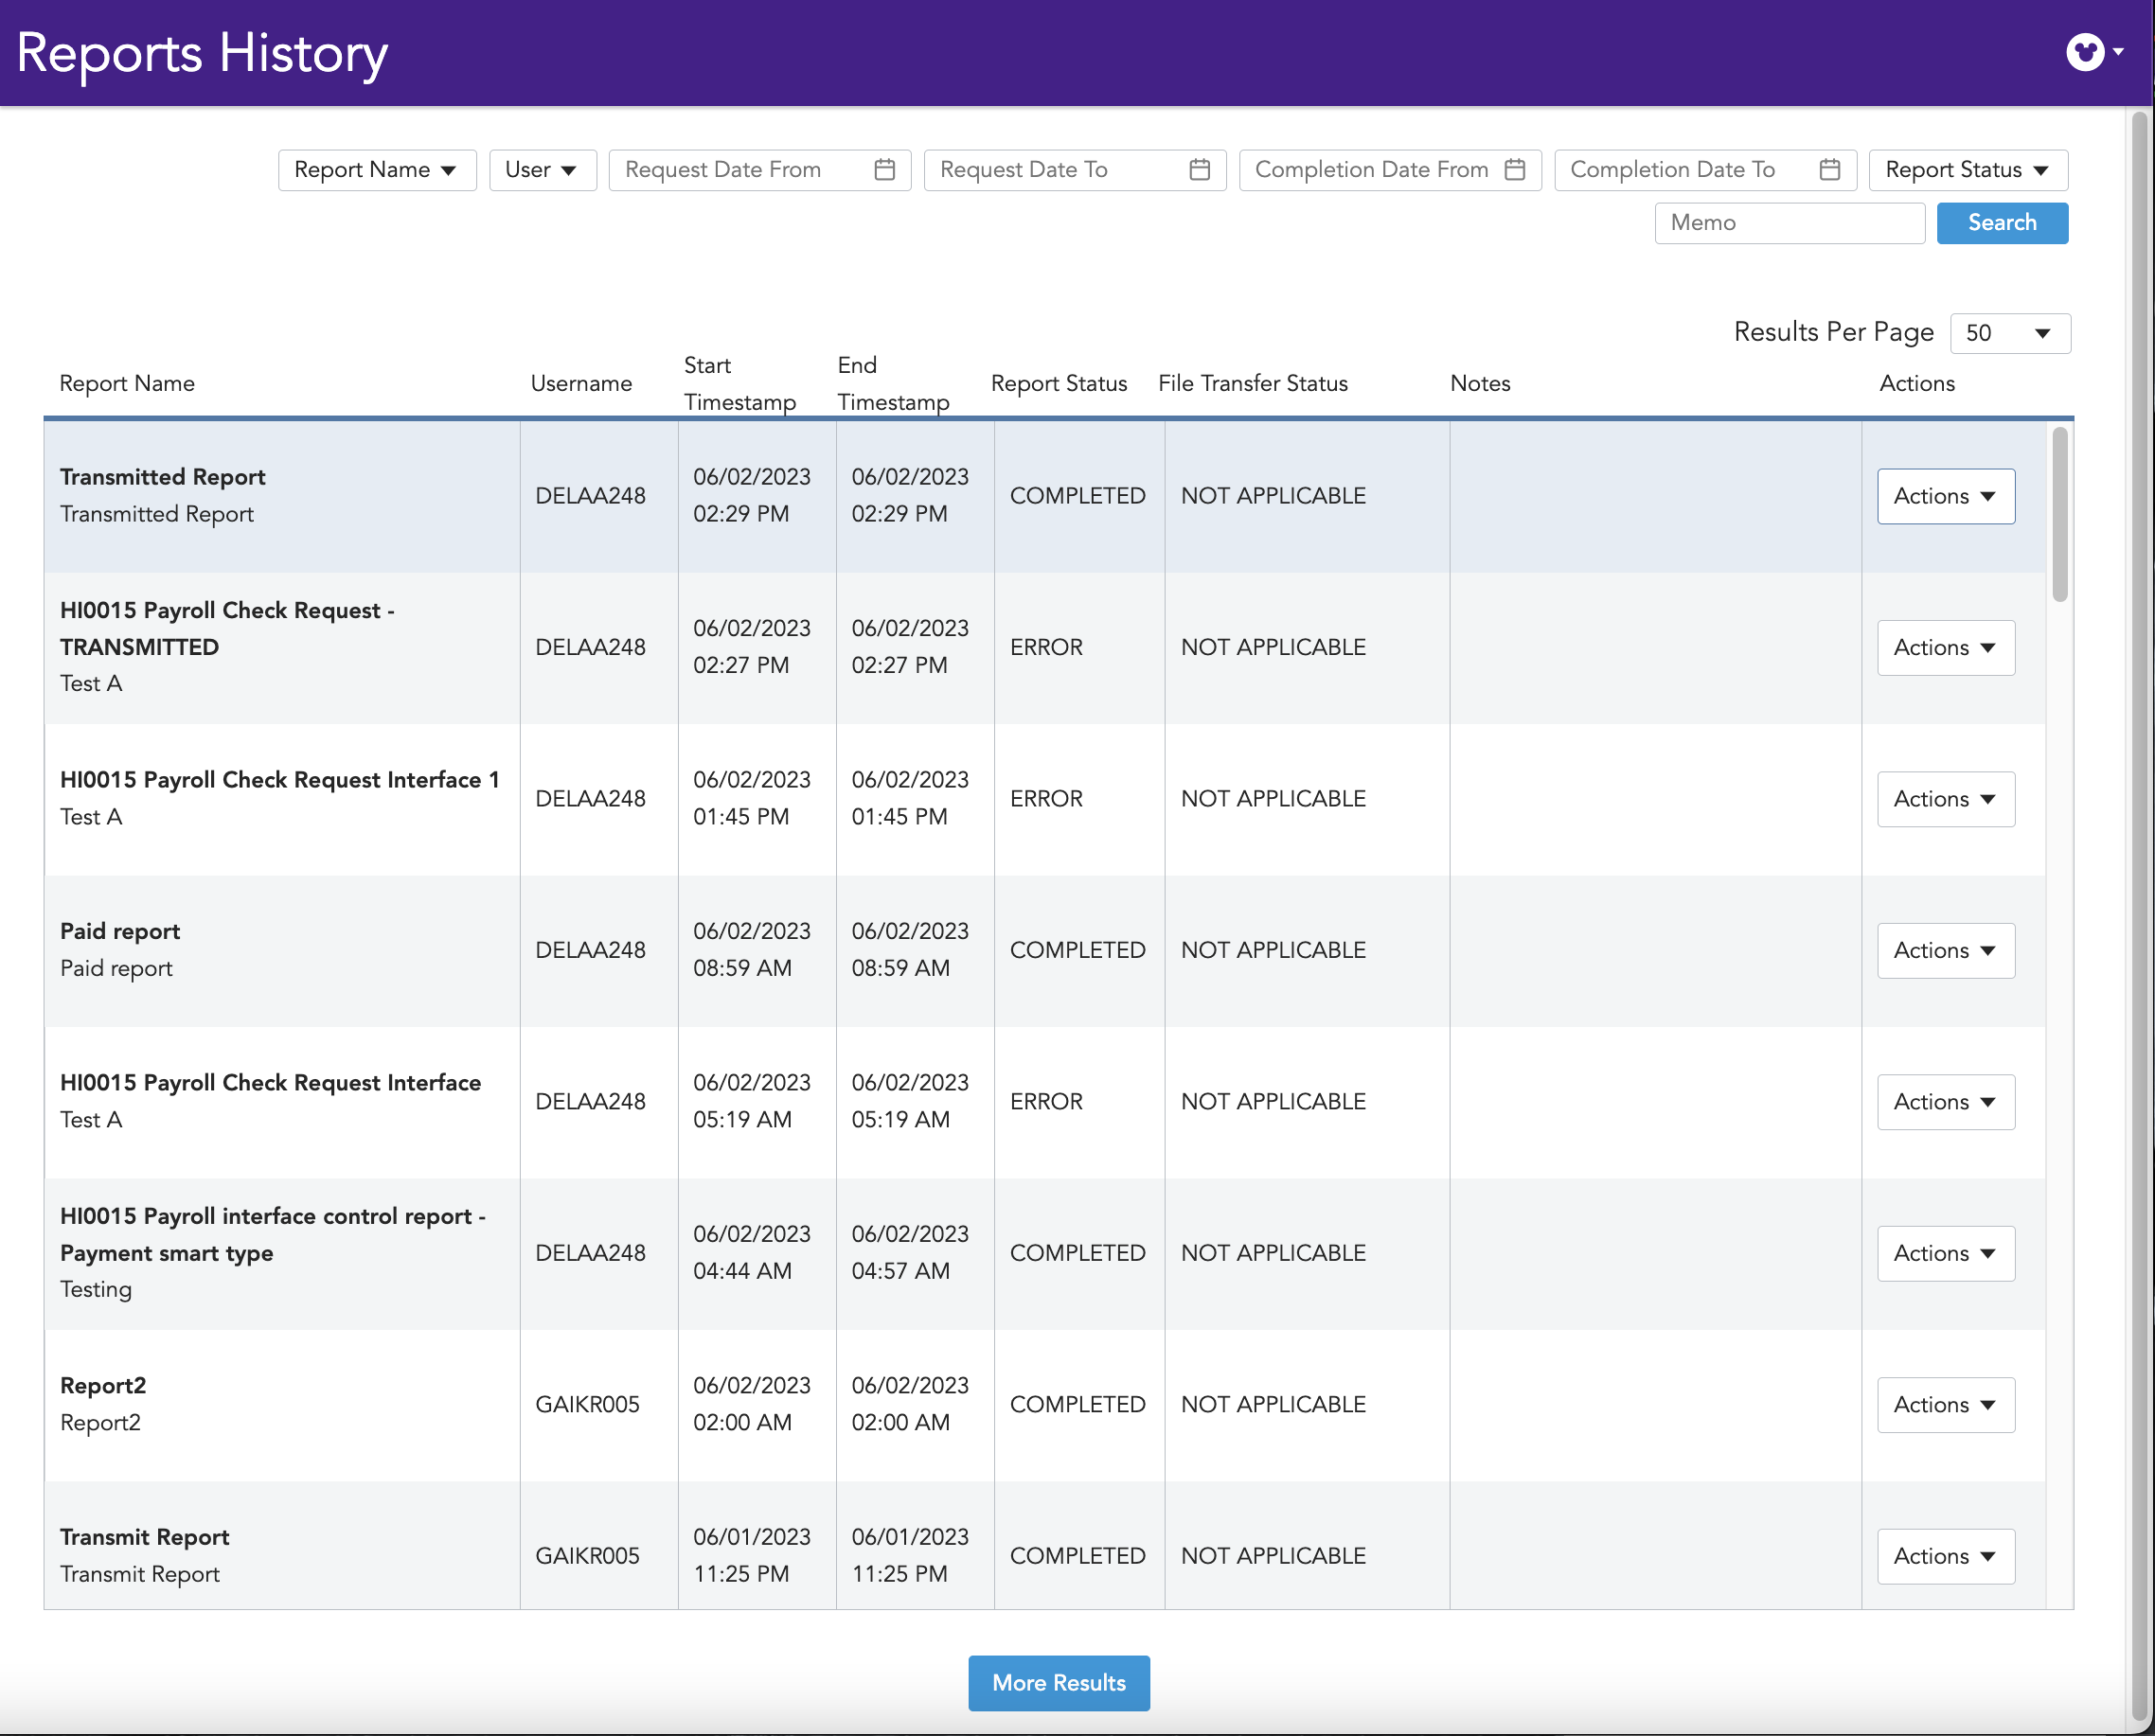 Reports History
Report Name
User
Request Date From
Request Date To
Completion Date From
Completion Date To
Report Status
Memo
Search
Results Per Page 50
Report Name
Username
Start
Timestamp
End
Timestamp
Report Status
File Transfer Status
Notes
Actions
Transmitted Report
Transmitted Report
DELAA248
06/02/2023
02:29 PM
06/02/2023
02:29 PM
COMPLETED
NOT APPLICABLE
Actions
HI0015 Payroll Check Request -
TRANSMITTED
Test A
DELAA248
06/02/2023
02:27 PM
06/02/2023
02:27 PM
ERROR
NOT APPLICABLE
Actions
HI0015 Payroll Check Request Interface 1
Test A
DELAA248
06/02/2023
01:45 PM
06/02/2023
01:45 PM
ERROR
NOT APPLICABLE
Actions
Paid report
Paid report
DELAA248
06/02/2023
08:59 AM
06/02/2023
08:59 AM
COMPLETED
NOT APPLICABLE
Actions
HI0015 Payroll Check Request Interface
Test A
DELAA248
06/02/2023
05:19 AM
06/02/2023
05:19 AM
ERROR
NOT APPLICABLE
Actions
HI0015 Payroll interface control report -
Payment smart type
Testing
DELAA248
06/02/2023
04:44 AM
06/02/2023
04:57 AM
COMPLETED
NOT APPLICABLE
Actions
Report2
Report2
GAIKR005
06/02/2023
02:00 AM
06/02/2023
02:00 AM
COMPLETED
NOT APPLICABLE
Actions
Transmit Report
Transmit Report
GAIKR005
06/01/2023
11:25 PM
06/01/2023
11:25 PM
COMPLETED
NOT APPLICABLE
Actions
More Results